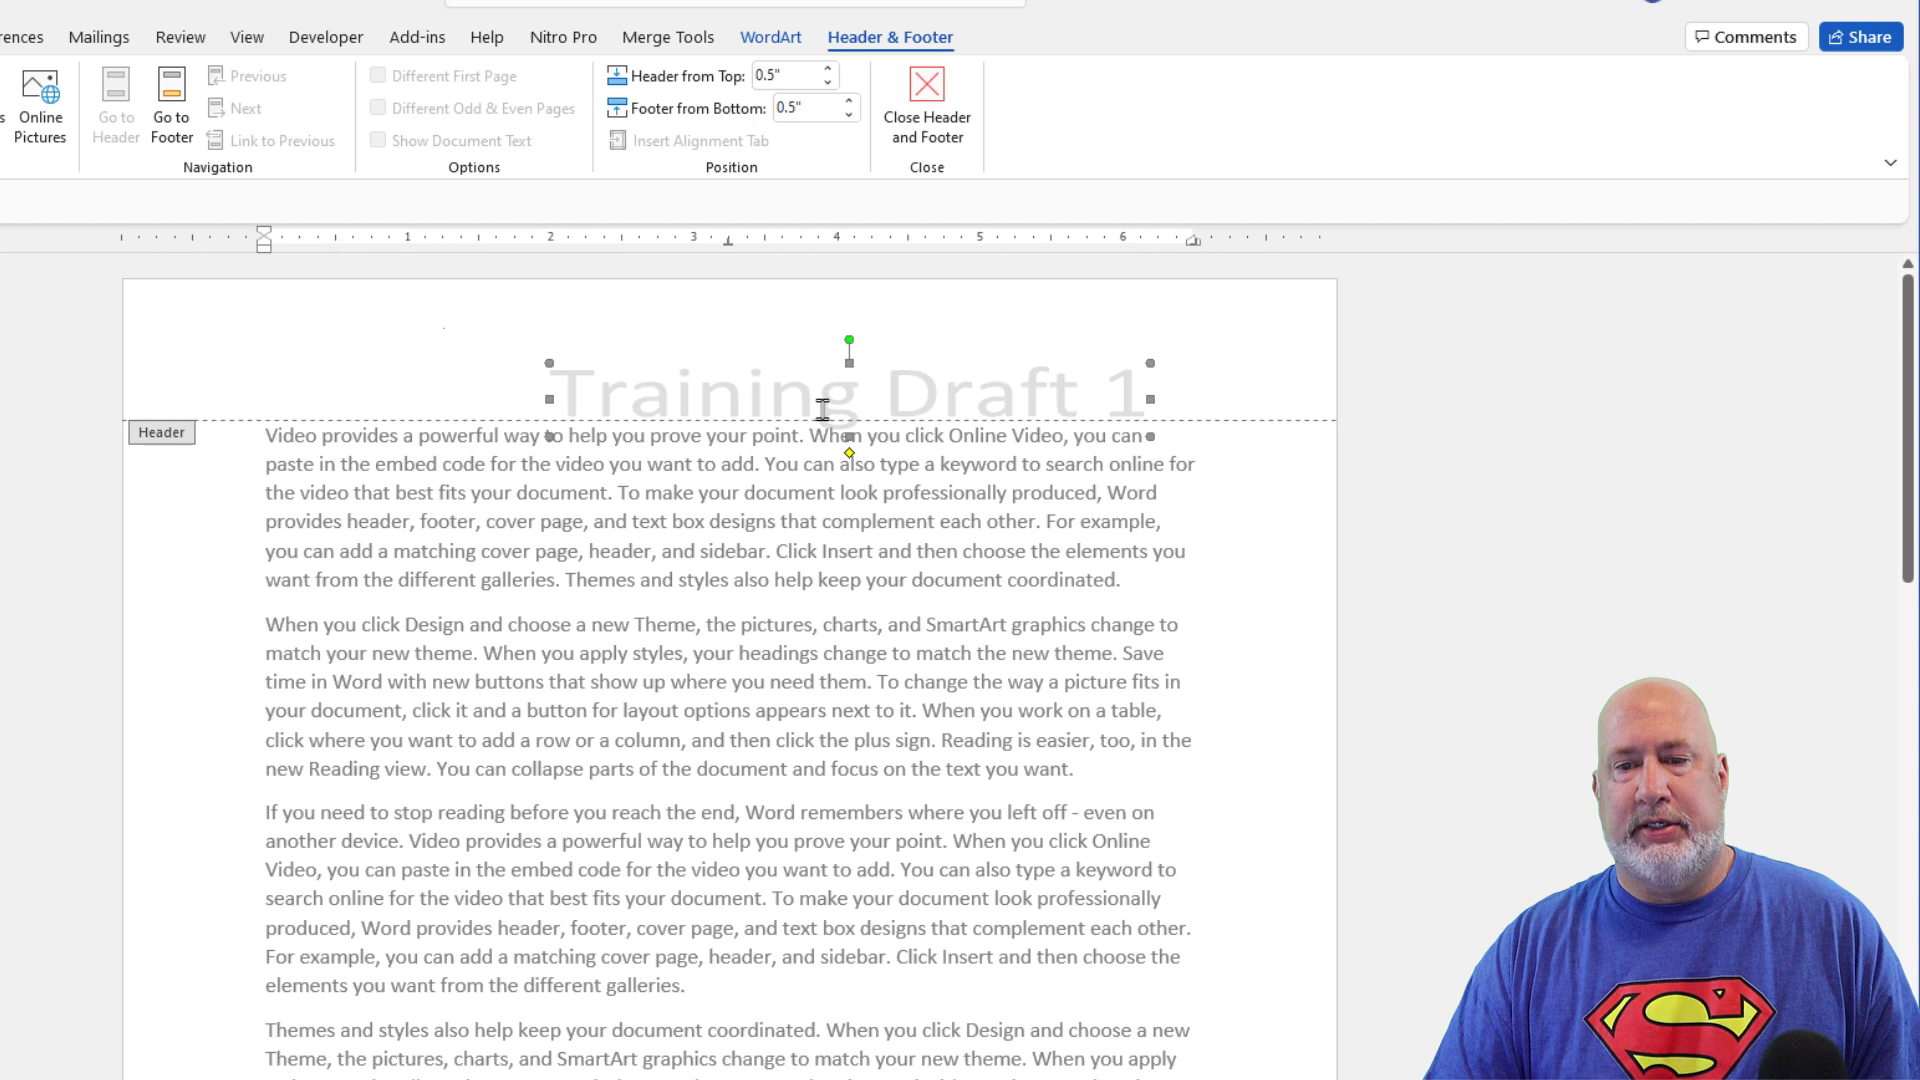 ences Mailings Review View Developer Add-ins Help Nitro Pro Merge Tools WordArt Header & Footer Comments Share
Online Pictures
Go to Header
Go to Footer
Previous
Next
Link to Previous
Navigation
Different First Page
Different Odd & Even Pages
Show Document Text
Options
Header from Top: 0.5"
Footer from Bottom: 0.5"
Insert Alignment Tab
Position
Close Header and Footer
Close
1 2 3 4 5 6
Training Draft 1
Header
Video provides a powerful way to help you prove your point. When you click Online Video, you can
paste in the embed code for the video you want to add. You can also type a keyword to search online for
the video that best fits your document. To make your document look professionally produced, Word
provides header, footer, cover page, and text box designs that complement each other. For example,
you can add a matching cover page, header, and sidebar. Click Insert and then choose the elements you
want from the different galleries. Themes and styles also help keep your document coordinated.
When you click Design and choose a new Theme, the pictures, charts, and SmartArt graphics change to
match your new theme. When you apply styles, your headings change to match the new theme. Save
time in Word with new buttons that show up where you need them. To change the way a picture fits in
your document, click it and a button for layout options appears next to it. When you work on a table,
click where you want to add a row or a column, and then click the plus sign. Reading is easier, too, in the
new Reading view. You can collapse parts of the document and focus on the text you want.
If you need to stop reading before you reach the end, Word remembers where you left off - even on
another device. Video provides a powerful way to help you prove your point. When you click Online
Video, you can paste in the embed code for the video you want to add. You can also type a keyword to
search online for the video that best fits your document. To make your document look professionally
produced, Word provides header, footer, cover page, and text box designs that complement each other.
For example, you can add a matching cover page, header, and sidebar. Click Insert and then choose the
elements you want from the different galleries.
Themes and styles also help keep your document coordinated. When you click Design and choose a new
Theme, the pictures, charts, and SmartArt graphics change to match your new theme. When you apply